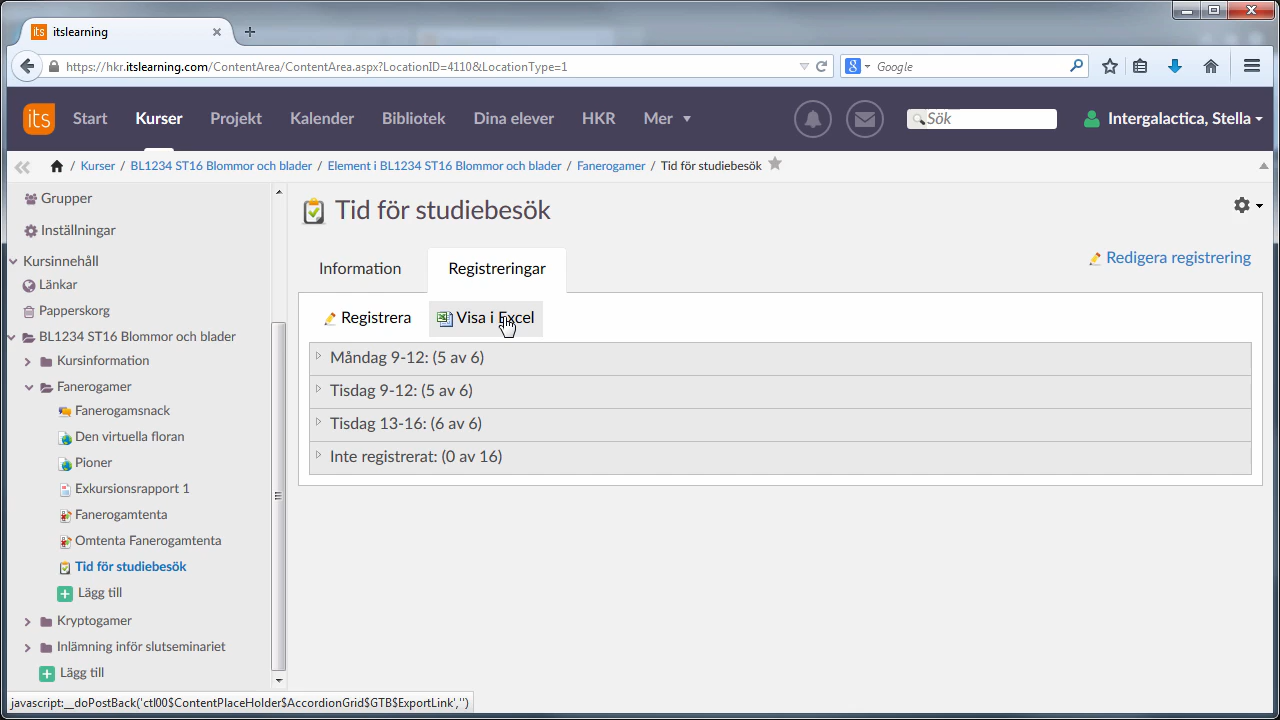 its itslearning
https://hkr.itslearning.com/ContentArea/ContentArea.aspx?LocationID=4110&LocationType=1
Google
its Start Kurser Projekt Kalender Bibliotek Dina elever HKR Mer Sök Intergalactica, Stella
/ Kurser / BL1234 ST16 Blommor och blader / Element i BL1234 ST16 Blommor och blader / Fanerogamer / Tid för studiebesök
Grupper
Inställningar
Kursinnehåll
Länkar
Papperskorg
BL1234 ST16 Blommor och blader
Kursinformation
Fanerogamer
Fanerogamsnack
Den virtuella floran
Pioner
Exkursionsrapport 1
Fanerogamtenta
Omtenta Fanerogamtenta
Tid för studiebesök
Lägg till
Kryptogamer
Inlämning inför slutseminariet
Lägg till
Tid för studiebesök
Information Registreringar
Redigera registrering
Registrera Visa i Excel
Måndag 9-12: (5 av 6)
Tisdag 9-12: (5 av 6)
Tisdag 13-16: (6 av 6)
Inte registrerat: (0 av 16)
javascript:__doPostBack('ctl00$ContentPlaceHolder$AccordionGrid$GTB$ExportLink','')